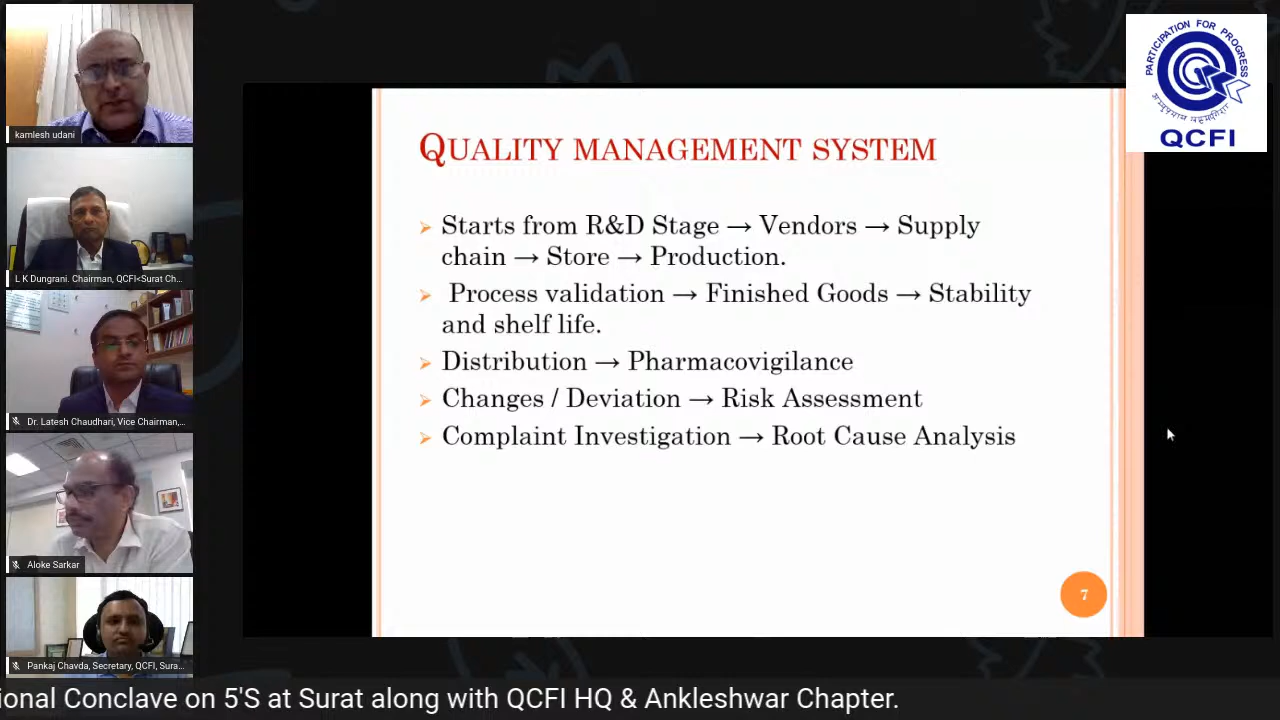 kamlesh udani
L K Dungrani. Chairman, QCFI<Surat Ch...
Dr. Latesh Chaudhari, Vice Chairman,...
Aloke Sarkar
Pankaj Chavda, Secretary, QCFI, Sura...
QUALITY MANAGEMENT SYSTEM
Starts from R&D Stage → Vendors → Supply
chain → Store → Production.
Process validation → Finished Goods → Stability
and shelf life.
Distribution → Pharmacovigilance
Changes / Deviation → Risk Assessment
Complaint Investigation → Root Cause Analysis
7
PARTICIPATION FOR PROGRESS
QCFI
ional Conclave on 5'S at Surat along with QCFI HQ & Ankleshwar Chapter.